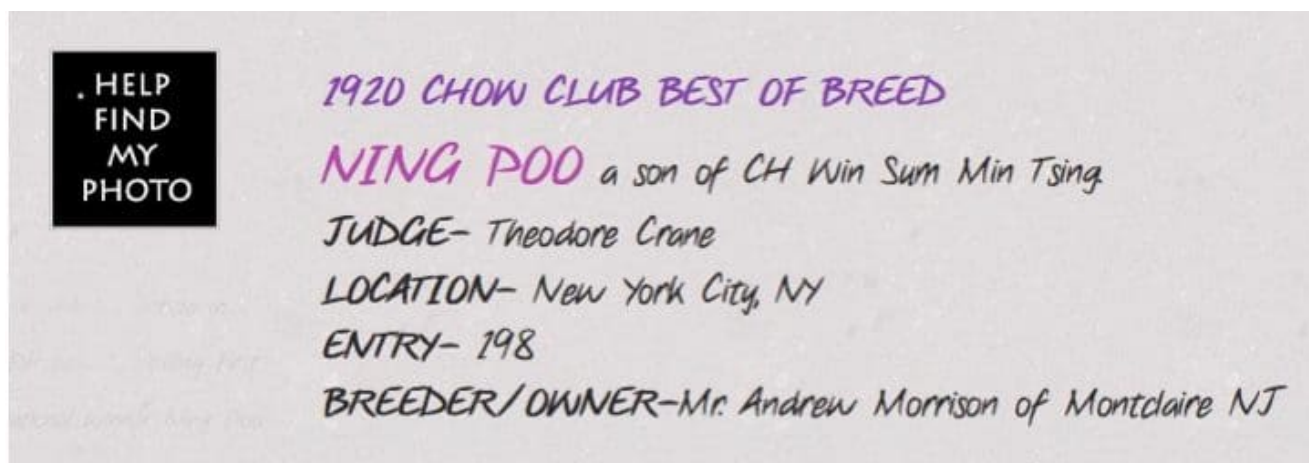 . HELP
FIND
MY
PHOTO
1920 CHOW CLUB BEST OF BREED
NING POO a son of CH Win Sum Min Tsing
JUDGE- Theodore Crane
LOCATION- New York City, NY
ENTRY- 198
BREEDER/OWNER-Mr. Andrew Morrison of Montclaire NJ